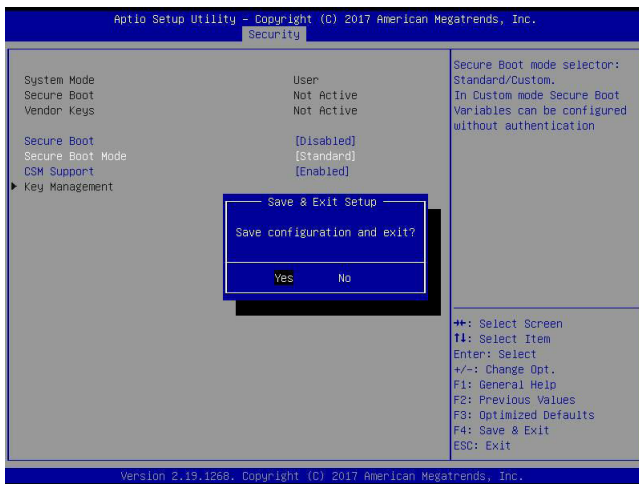 Aptio Setup Utility – Copyright (C) 2017 American Megatrends, Inc.
Security
System Mode User
Secure Boot Not Active
Vendor Keys Not Active
Secure Boot [Disabled]
Secure Boot Mode [Standard]
CSM Support [Enabled]
Key Management
Save & Exit Setup
Save configuration and exit?
Yes No
Secure Boot mode selector:
Standard/Custom.
In Custom mode Secure Boot
Variables can be configured
without authentication
→←: Select Screen
↑↓: Select Item
Enter: Select
+/-: Change Opt.
F1: General Help
F2: Previous Values
F3: Optimized Defaults
F4: Save & Exit
ESC: Exit
Version 2.19.1268. Copyright (C) 2017 American Megatrends, Inc.